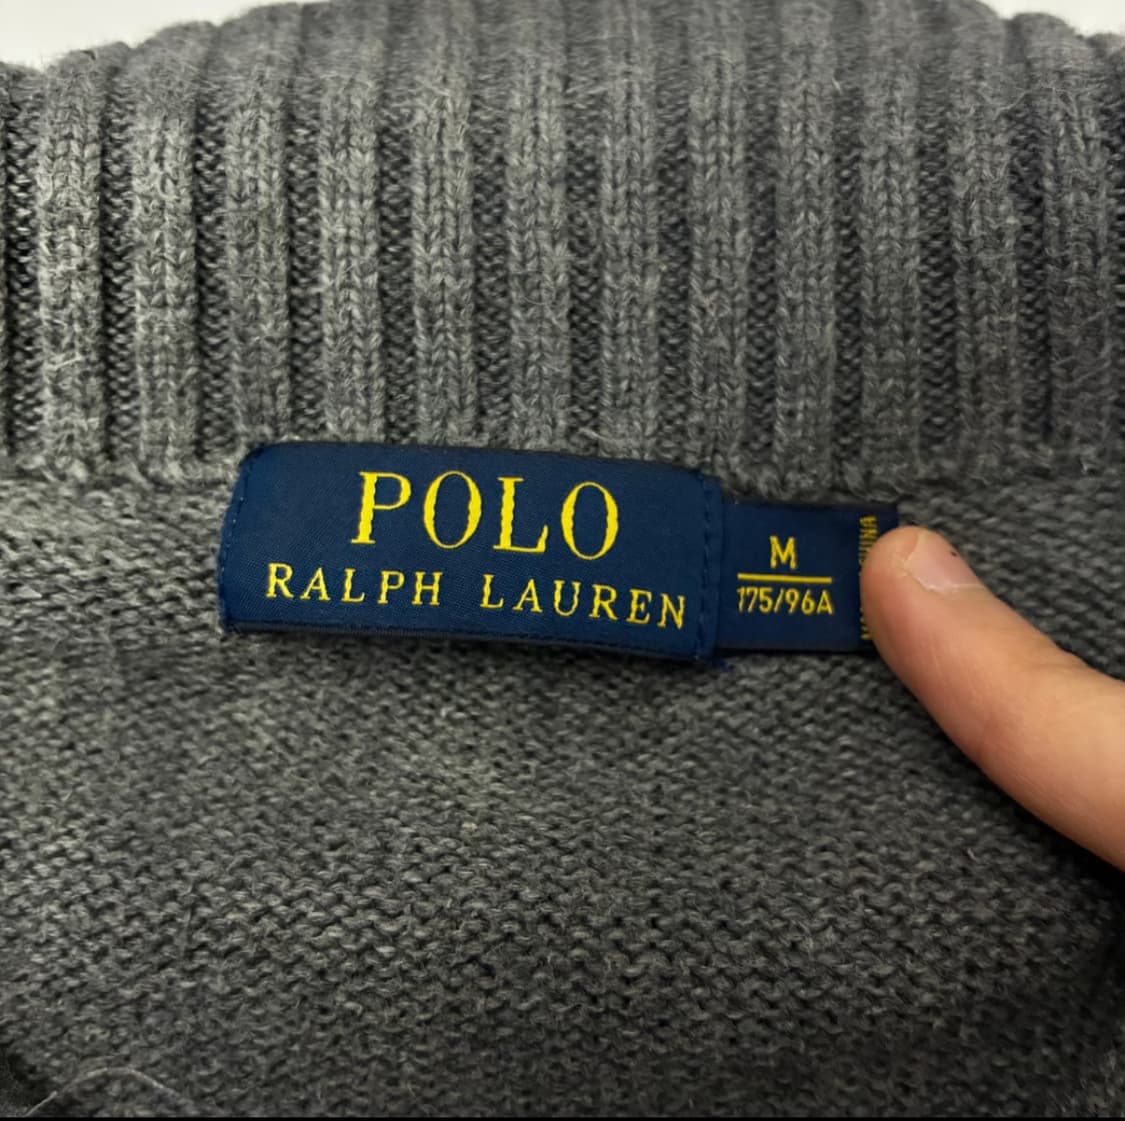 POLO
RALPH LAUREN
M
175/96A